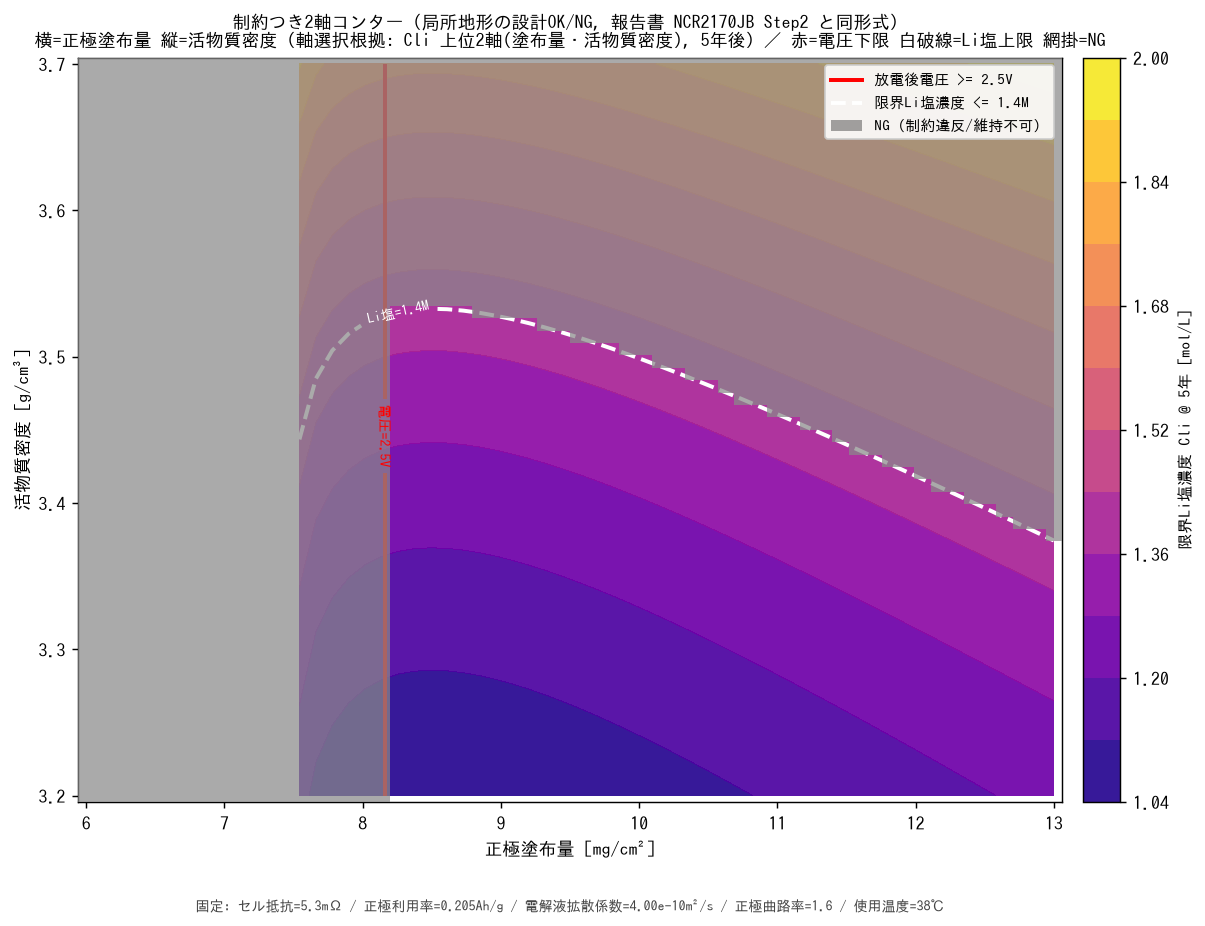 制約つき2軸コンター (局所地形の設計OK/NG, 報告書 NCR2170JB Step2 と同形式)
横=正極塗布量 縦=活物質密度 (軸選択根拠: Cli 上位2軸(塗布量・活物質密度), 5年後) ／ 赤=電圧下限 白破線=Li塩上限 網掛=NG
放電後電圧 >= 2.5V
限界Li塩濃度 <= 1.4M
NG (制約違反/維持不可)
3.7
3.6
3.5
3.4
3.3
3.2
活物質密度 [g/cm³]
Li塩=1.4M
電圧=2.5V
6 7 8 9 10 11 12 13
正極塗布量 [mg/cm²]
2.00
1.84
1.68
1.52
1.36
1.20
1.04
限界Li塩濃度 Cli @ 5年 [mol/L]
固定: セル抵抗=5.3mΩ / 正極利用率=0.205Ah/g / 電解液拡散係数=4.00e-10m²/s / 正極曲路率=1.6 / 使用温度=38℃